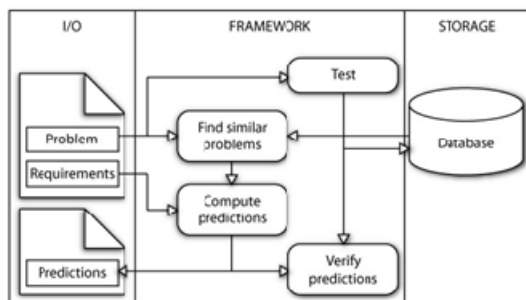 I/O
FRAMEWORK
STORAGE
Test
Problem
Find similar
problems
Database
Requirements
Compute
predictions
Predictions
Verify
predictions